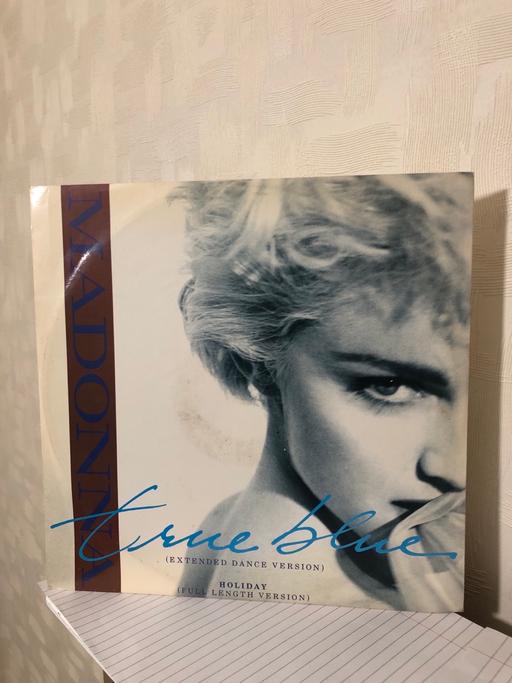 MADONNA
true blue
(EXTENDED DANCE VERSION)
HOLIDAY
(FULL LENGTH VERSION)